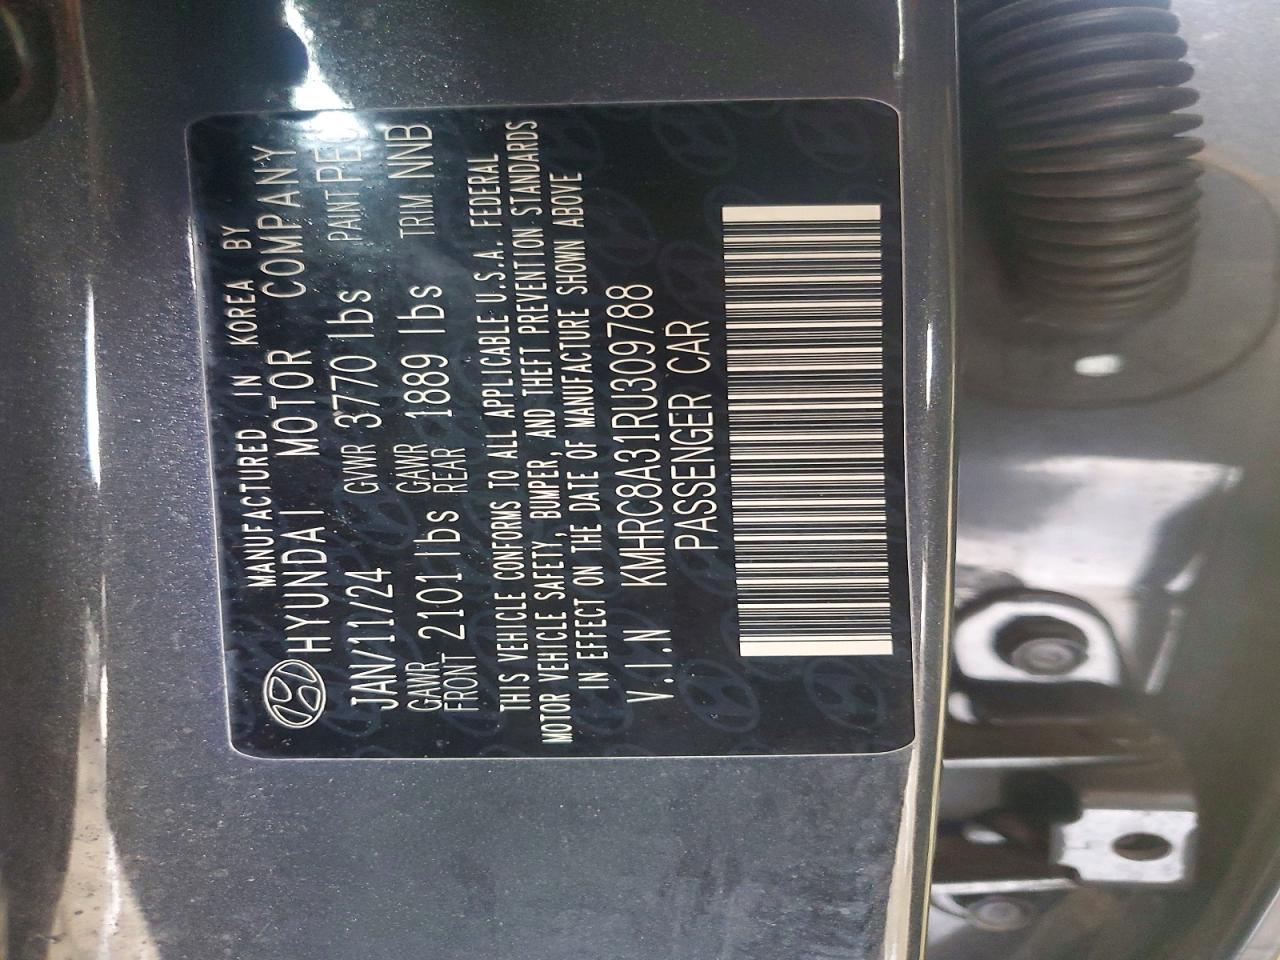 MANUFACTURED IN KOREA BY
HYUNDAI MOTOR COMPANY
JAN/11/24 GVWR 3770 lbs PAINT
GAWR FRONT 2101 lbs GAWR REAR 1889 lbs TRIM NNB
THIS VEHICLE CONFORMS TO ALL APPLICABLE U.S.A. FEDERAL
MOTOR VEHICLE SAFETY, BUMPER, AND THEFT PREVENTION STANDARDS
IN EFFECT ON THE DATE OF MANUFACTURE SHOWN ABOVE
V.I.N KMHRC8A31RU309788
PASSENGER CAR